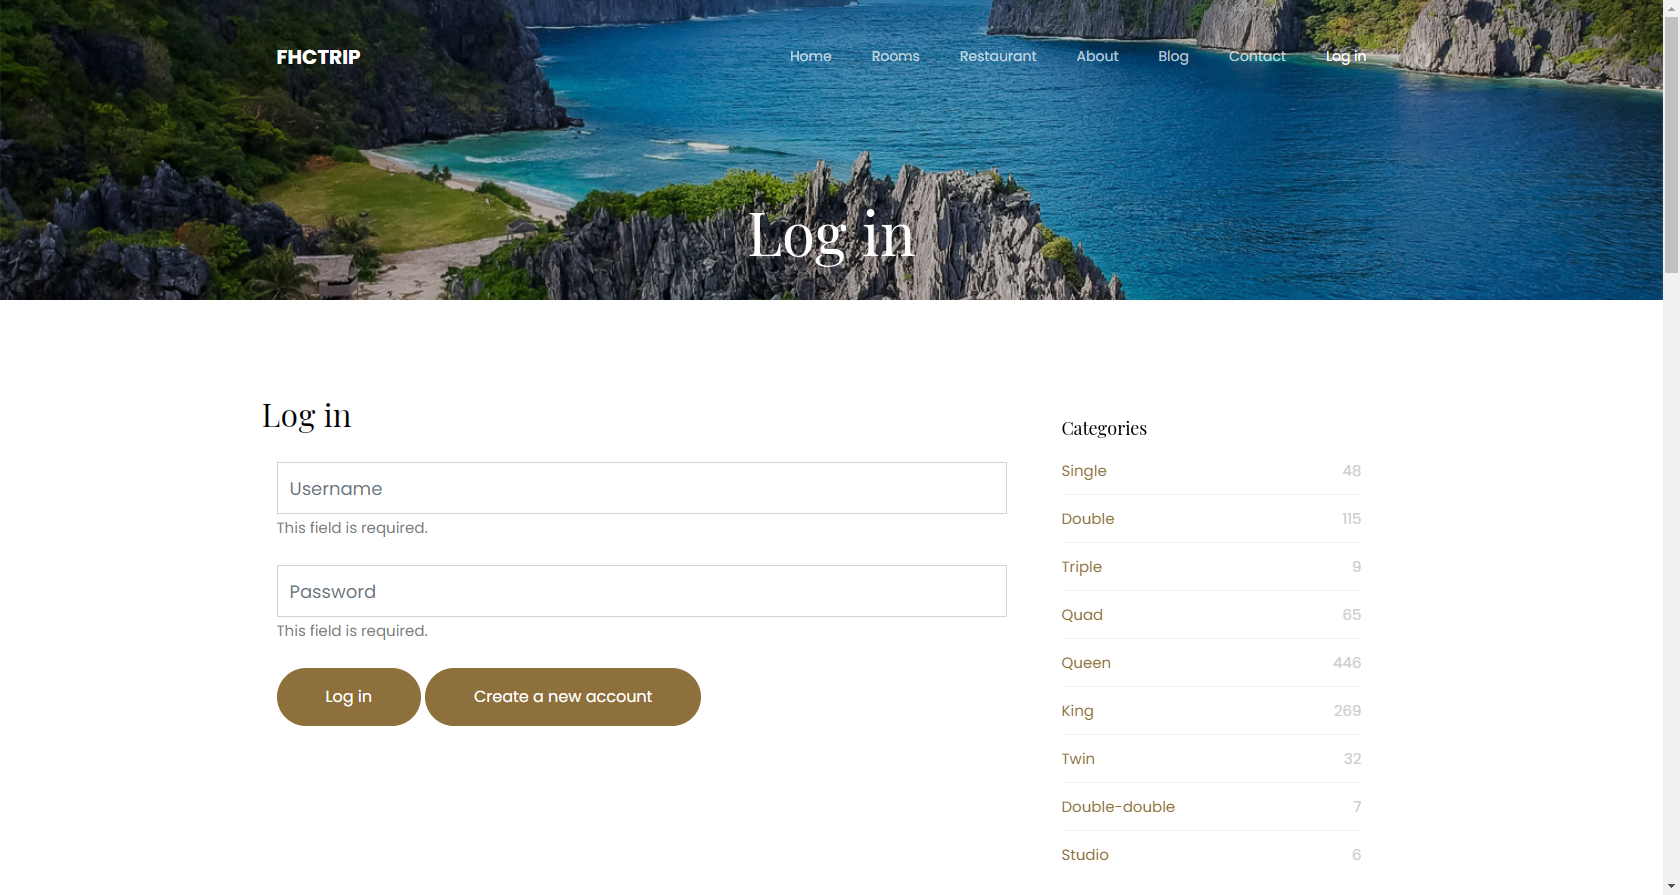 FHCTRIP
Home Rooms Restaurant About Blog Contact Log in
Log in
Log in
Username
This field is required.
Password
This field is required.
Log in Create a new account
Categories
Single 48
Double 115
Triple 9
Quad 65
Queen 446
King 269
Twin 32
Double-double 7
Studio 6